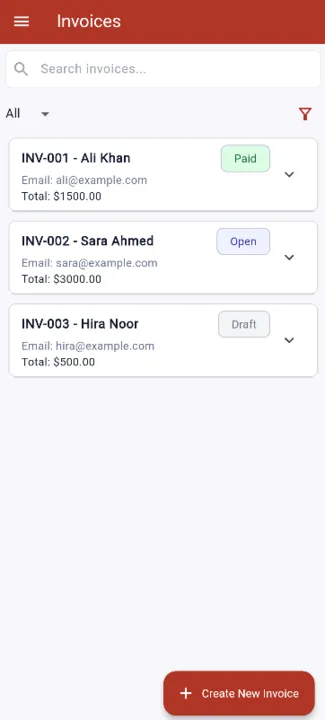 Invoices
Search invoices...
All
INV-001 - Ali Khan
Paid
Email: ali@example.com
Total: $1500.00
INV-002 - Sara Ahmed
Open
Email: sara@example.com
Total: $3000.00
INV-003 - Hira Noor
Draft
Email: hira@example.com
Total: $500.00
Create New Invoice